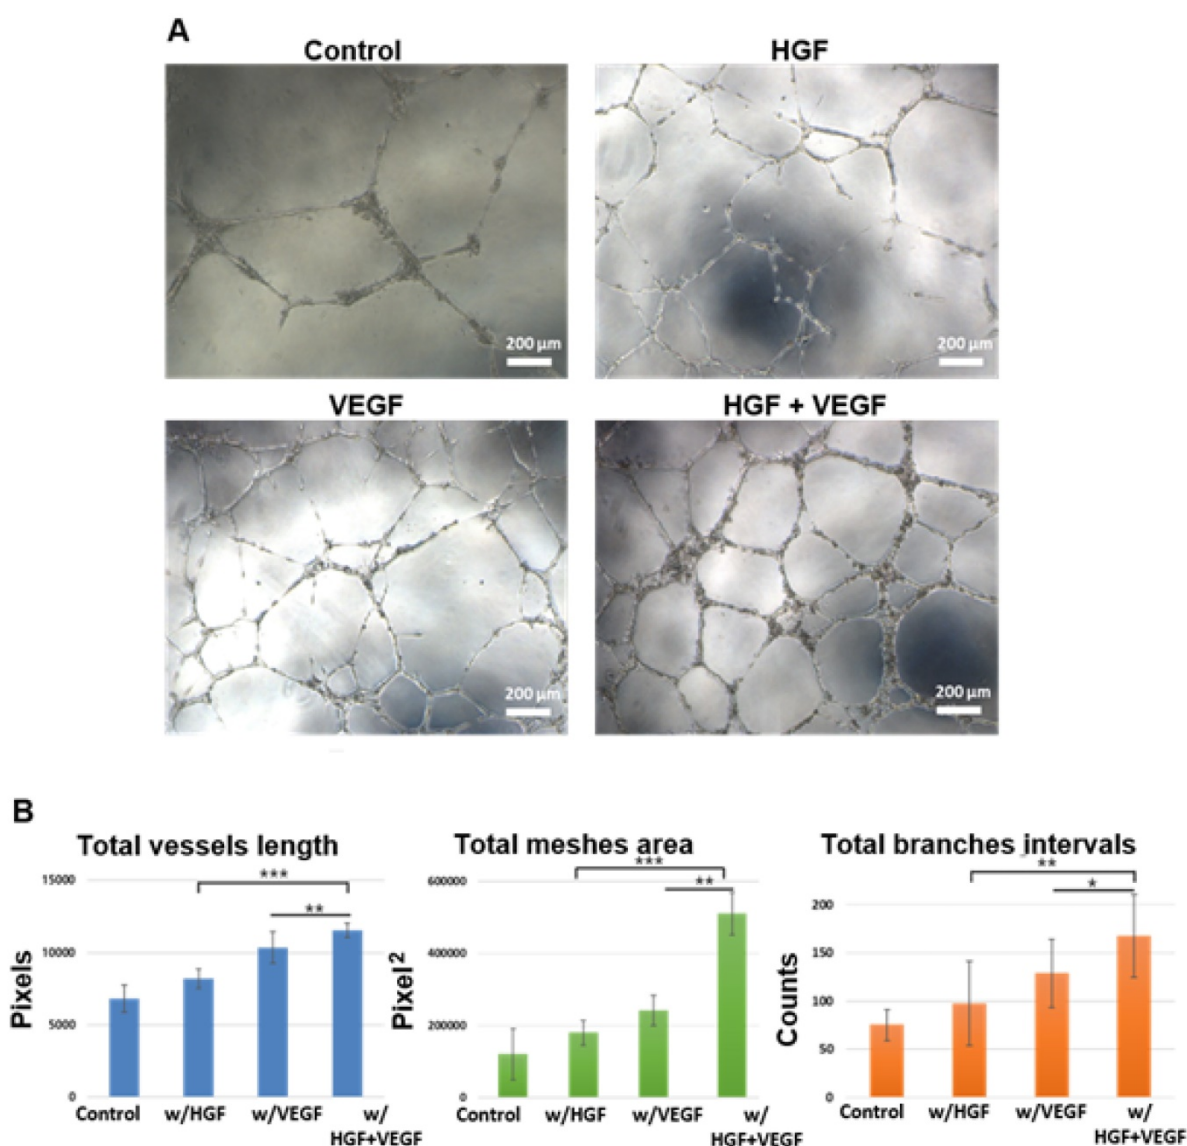 A
Control
HGF
200 µm
200 µm
VEGF
HGF + VEGF
200 µm
200 µm
B
Total vessels length
Total meshes area
Total branches intervals
Pixels
15000
10000
5000
0
***
**
Control
w/HGF
w/VEGF
w/
HGF+VEGF
Pixel²
600000
400000
200000
0
***
**
Control
w/HGF
w/VEGF
w/
HGF+VEGF
Counts
200
150
100
50
0
**
*
Control
w/HGF
w/VEGF
w/
HGF+VEGF